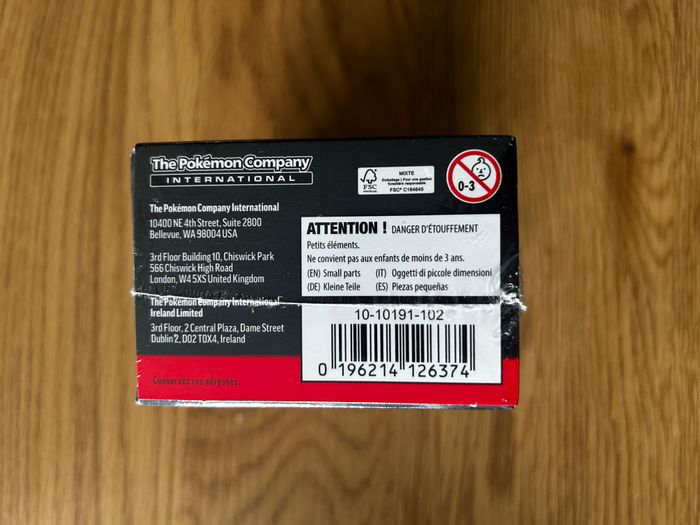 The Pokémon Company
INTERNATIONAL
The Pokémon Company International
10400 NE 4th Street, Suite 2800
Bellevue, WA 98004 USA
3rd Floor Building 10, Chiswick Park
566 Chiswick High Road
London, W4 5XS United Kingdom
The Pokémon Company International
Ireland Limited
3rd Floor, 2 Central Plaza, Dame Street
Dublin 2, D02 T0X4, Ireland
Conservez ces adresses.
FSC
www.fsc.org
MIXTE
Emballage | Pour une gestion
forestière responsable
FSC® C164645
0-3
ATTENTION ! DANGER D'ÉTOUFFEMENT
Petits éléments.
Ne convient pas aux enfants de moins de 3 ans.
(EN) Small parts (IT) Oggetti di piccole dimensioni
(DE) Kleine Teile (ES) Piezas pequeñas
10-10191-102
0 196214 126374